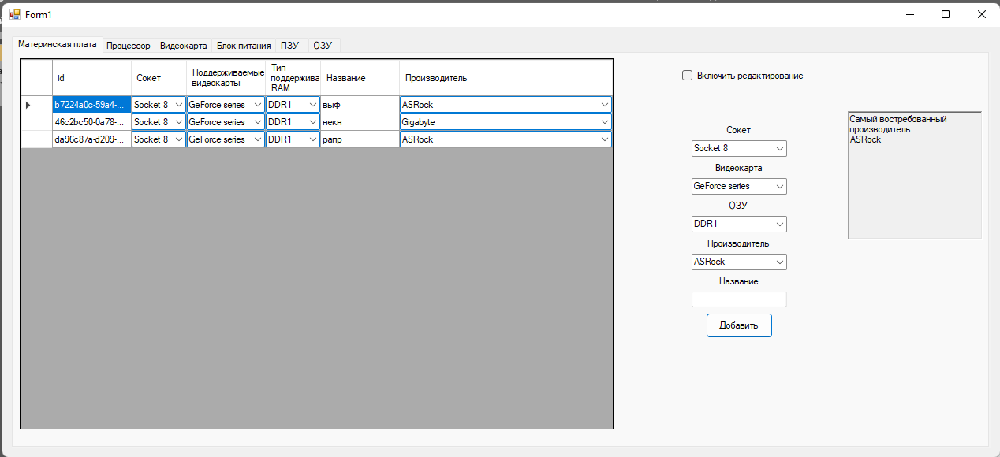 Form1
Материнская плата Процессор Видеокарта Блок питания ПЗУ ОЗУ
id Сокет Поддерживаемые видеокарты Тип поддержива RAM Название Производитель
b7224a0c-59a4-... Socket 8 GeForce series DDR1 выф ASRock
46c2bc50-0a78-... Socket 8 GeForce series DDR1 некн Gigabyte
da96c87a-d209-... Socket 8 GeForce series DDR1 рапр ASRock
Включить редактирование
Сокет
Socket 8
Видеокарта
GeForce series
ОЗУ
DDR1
Производитель
ASRock
Название
Добавить
Самый востребованный
производитель
ASRock